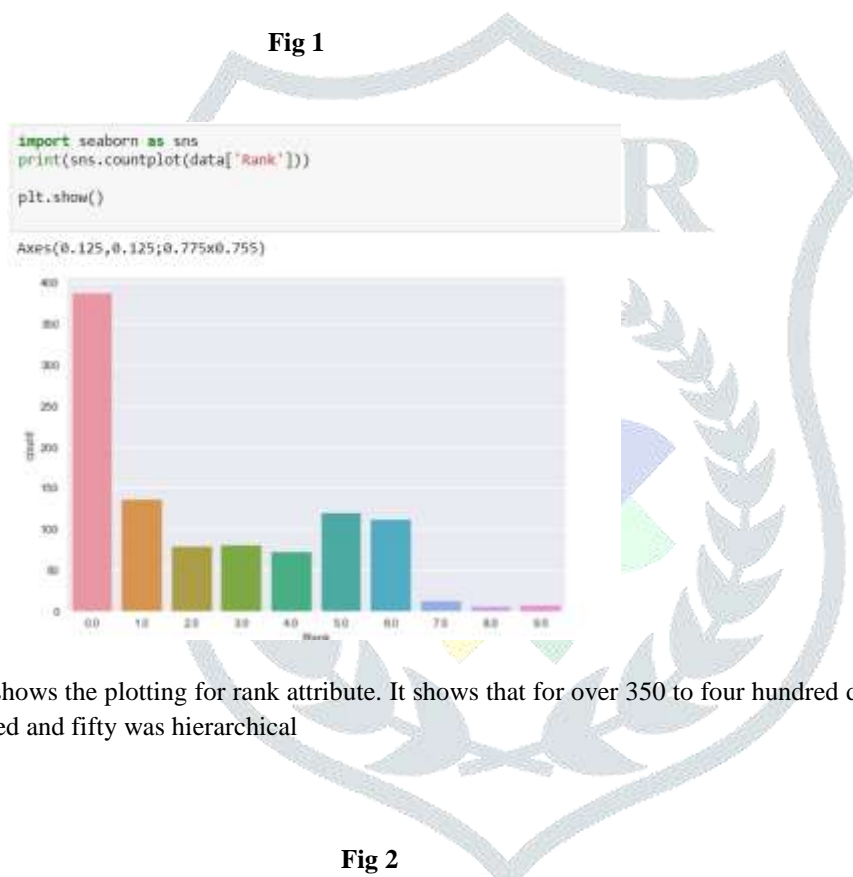 Fig 1
R
import seaborn as sns
print(sns.countplot(data['Rank']))
plt.show()
Axes(0.125,0.125;0.775x0.755)
400
350
300
250
200
150
100
50
0
count
0.0 1.0 2.0 3.0 4.0 5.0 6.0 7.0 8.0 9.0
Rank
shows the plotting for rank attribute. It shows that for over 350 to four hundred
ed and fifty was hierarchical
Fig 2